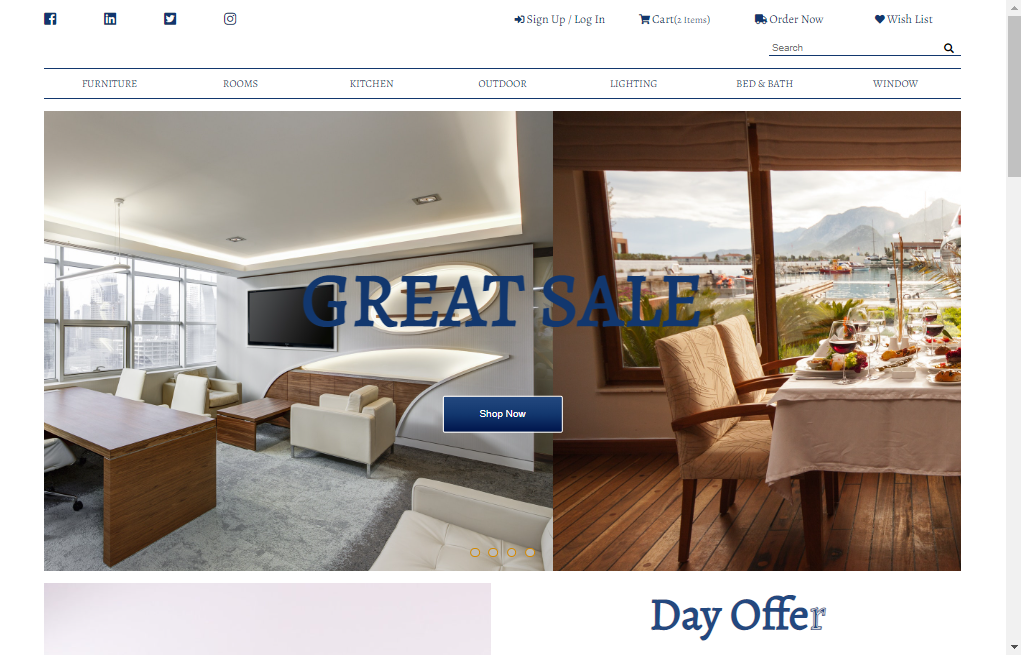 Sign Up / Log In Cart(2 Items) Order Now Wish List
Search
FURNITURE ROOMS KITCHEN OUTDOOR LIGHTING BED & BATH WINDOW
GREAT SALE
Shop Now
Day Offer